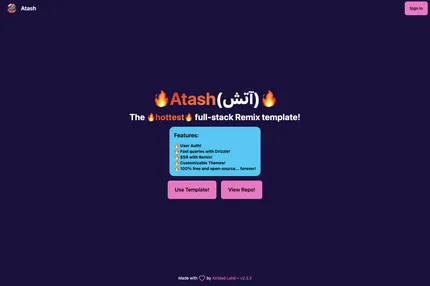 Atash
Sign In
🔥Atash(آتش)🔥
The 🔥hottest🔥 full-stack Remix template!
Features:
🔥User Auth!
🔥Fast queries with Drizzle!
🔥SSR with Remix!
🔥Customizable Themes!
🔥100% free and open-source... forever!
Use Template!
View Repo!
Made with 🤍 by Atridad Lahiji - v2.3.0